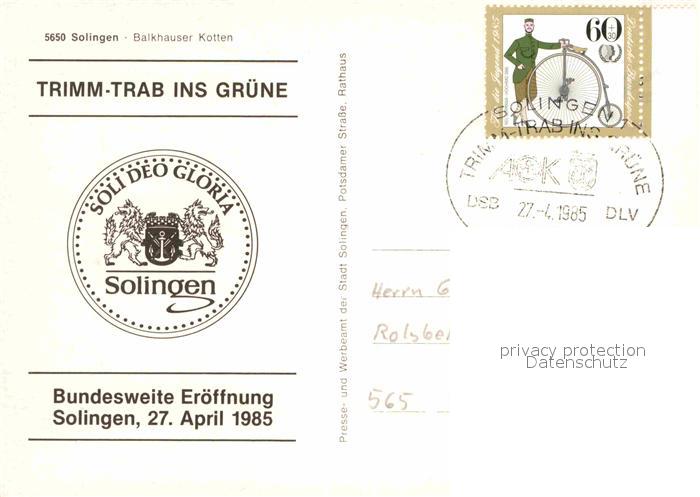 5650 Solingen · Balkhauser Kotten
TRIMM-TRAB INS GRÜNE
SOLI DEO GLORIA
Solingen
Bundesweite Eröffnung
Solingen, 27. April 1985
Presse- und Werbeamt der Stadt Solingen, Potsdamer Straße, Rathaus
60
+30
1985
SOLINGEN
TRIMM-TRAB INS GRÜNE
AOK
DSB 27.-4.1985 DLV
Herrn G
565
privacy protection
Datenschutz